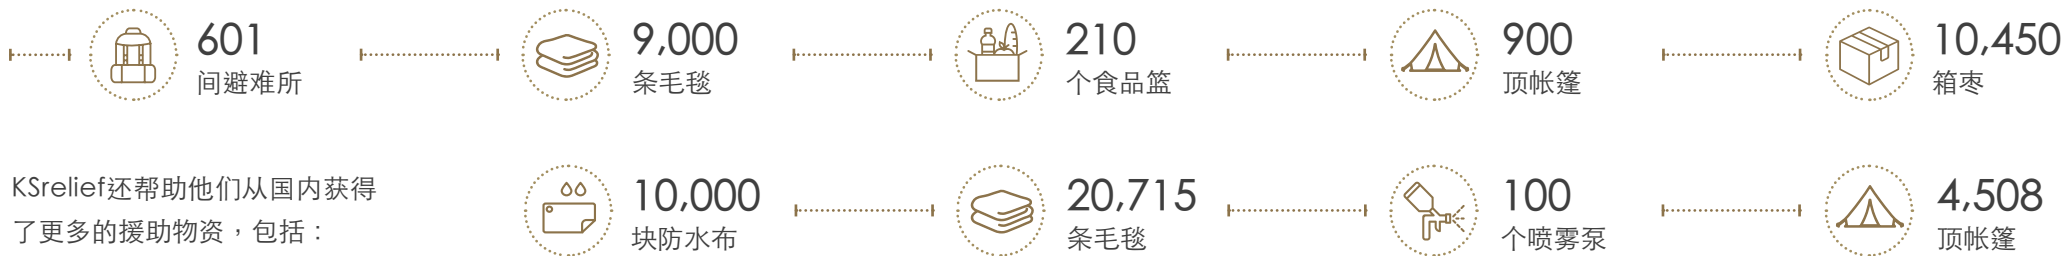 601
间避难所
9,000
条毛毯
210
个食品篮
900
顶帐篷
10,450
箱枣
KSrelief还帮助他们从国内获得
了更多的援助物资，包括：
10,000
块防水布
20,715
条毛毯
100
个喷雾泵
4,508
顶帐篷